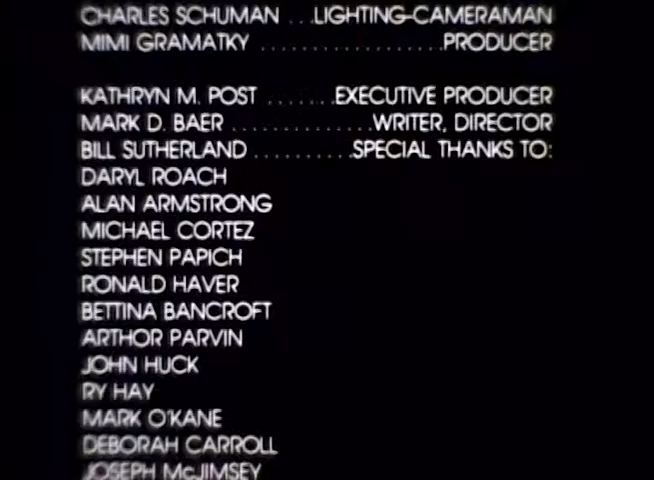 CHARLES SCHUMAN ...LIGHTING-CAMERAMAN
MIMI GRAMATKY ..................PRODUCER
KATHRYN M. POST .......EXECUTIVE PRODUCER
MARK D. BAER ..............WRITER, DIRECTOR
BILL SUTHERLAND ..........SPECIAL THANKS TO:
DARYL ROACH
ALAN ARMSTRONG
MICHAEL CORTEZ
STEPHEN PAPICH
RONALD HAVER
BETTINA BANCROFT
ARTHOR PARVIN
JOHN HUCK
RY HAY
MARK O'KANE
DEBORAH CARROLL
JOSEPH McJIMSEY